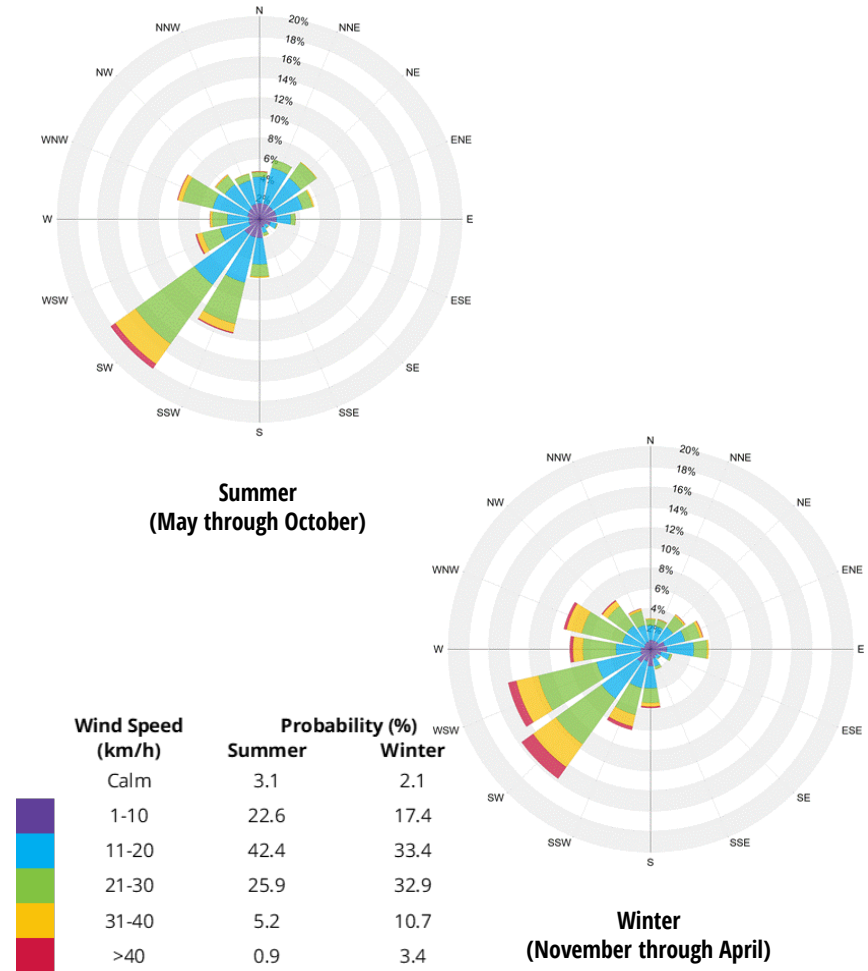 N
20%
NNW
NNE
18%
16%
NW
NE
14%
12%
10%
WNW
ENE
8%
6%
4%
2%
W
E
WSW
ESE
SW
SE
SSW
SSE
S
Summer
(May through October)
N
20%
NNW
NNE
18%
16%
NW
NE
14%
12%
10%
WNW
ENE
8%
6%
4%
2%
W
E
WSW
ESE
SW
SE
SSW
SSE
S
Winter
(November through April)
Wind Speed Probability (%)
(km/h) Summer Winter
Calm 3.1 2.1
1-10 22.6 17.4
11-20 42.4 33.4
21-30 25.9 32.9
31-40 5.2 10.7
>40 0.9 3.4